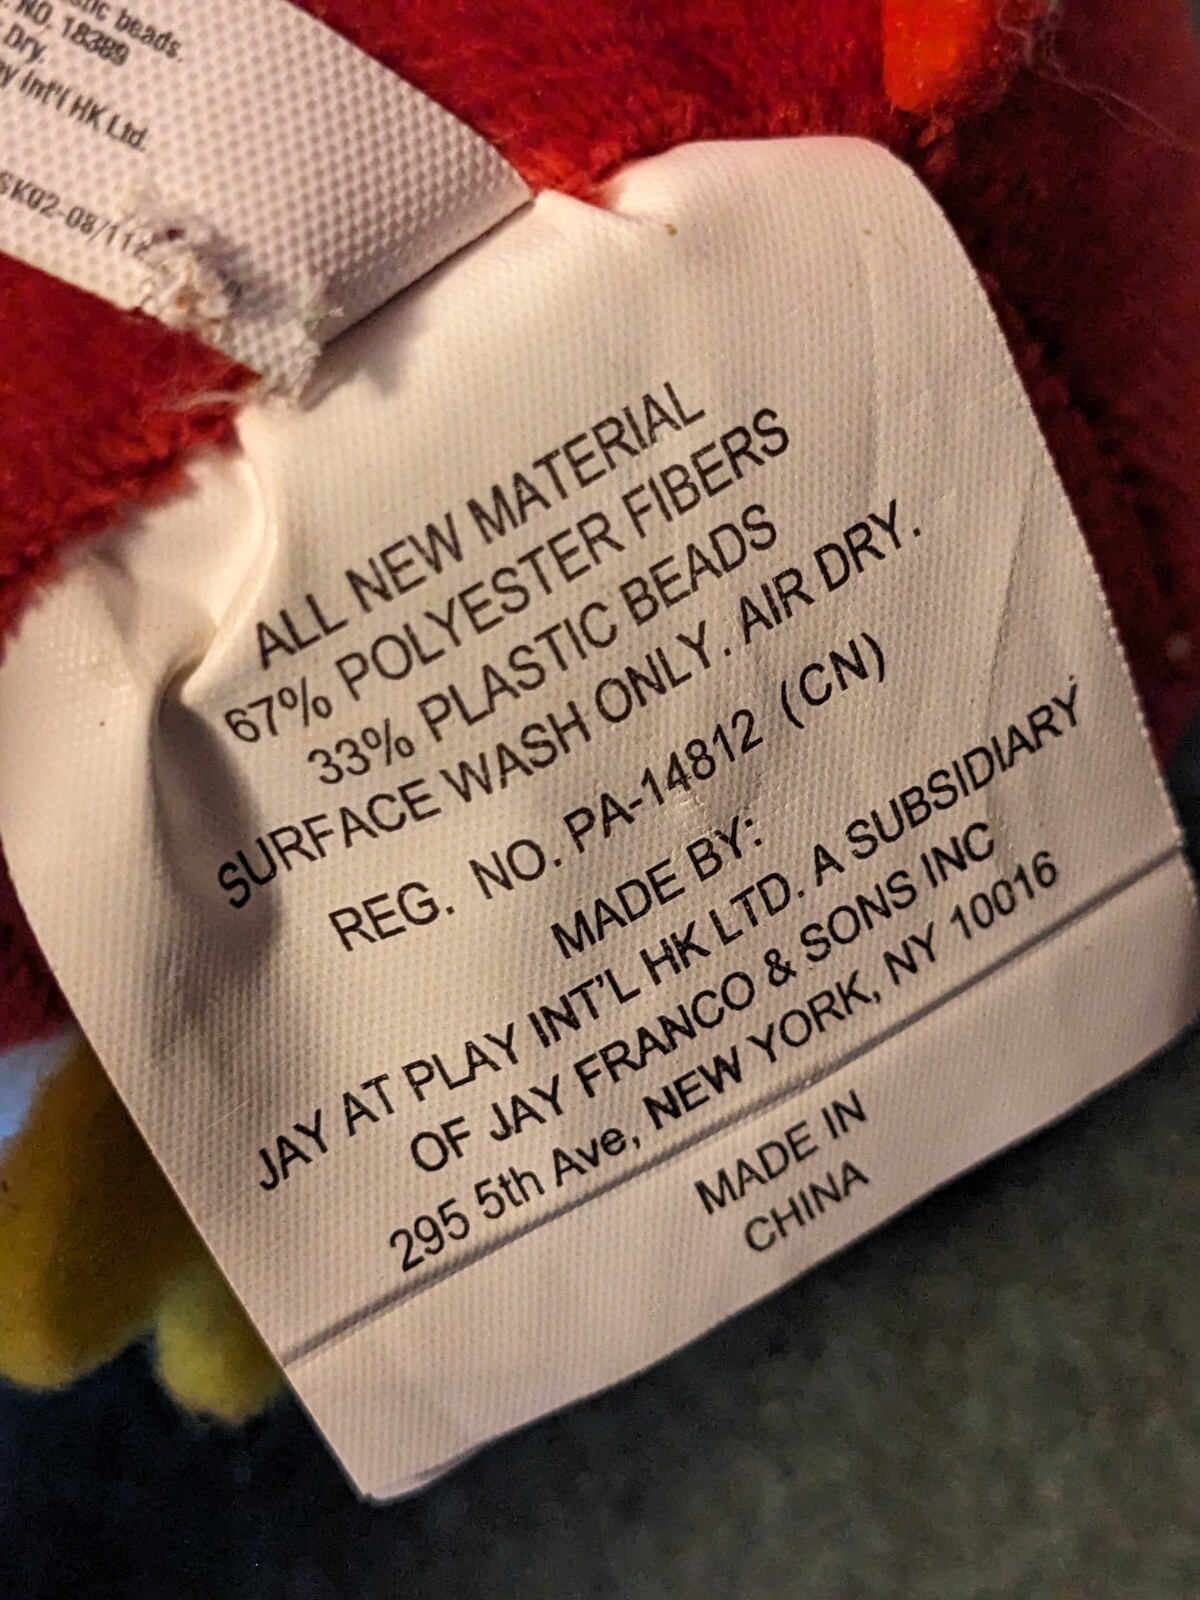 beads.
NO. 18389
Dry.
Int'l HK Ltd.
SK02-08/11
ALL NEW MATERIAL
67% POLYESTER FIBERS
33% PLASTIC BEADS
SURFACE WASH ONLY. AIR DRY.
REG. NO. PA-14812 (CN)
MADE BY:
JAY AT PLAY INT'L HK LTD. A SUBSIDIARY
OF JAY FRANCO & SONS INC
295 5th Ave, NEW YORK, NY 10016
MADE IN
CHINA